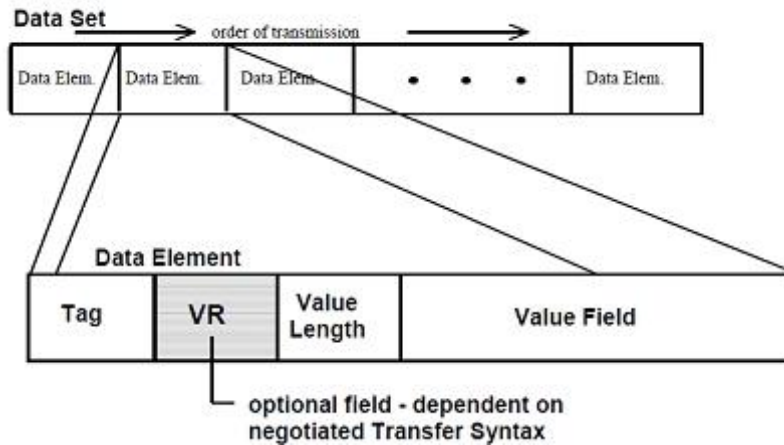 Data Set
order of transmission
Data Elem. Data Elem. Data Elem. • • • Data Elem.
Data Element
Tag VR Value Length Value Field
optional field - dependent on
negotiated Transfer Syntax